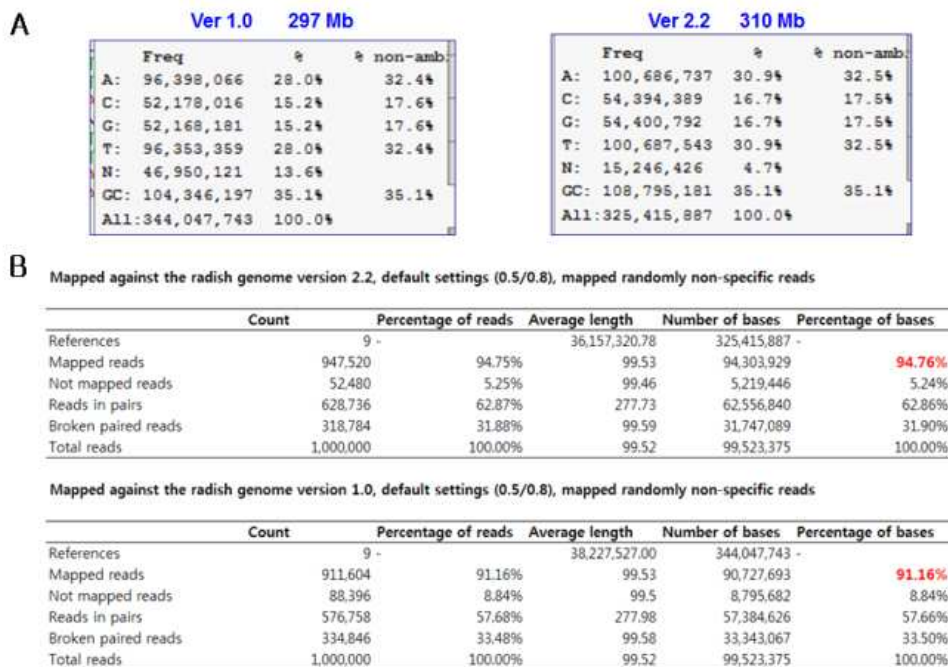 A
Ver 1.0 297 Mb
Freq % % non-amb.
A: 96,398,066 28.0% 32.4%
C: 52,178,016 15.2% 17.6%
G: 52,168,181 15.2% 17.6%
T: 96,353,359 28.0% 32.4%
N: 46,950,121 13.6%
GC: 104,346,197 35.1% 35.1%
All:344,047,743 100.0%
Ver 2.2 310 Mb
Freq % % non-amb.
A: 100,686,737 30.9% 32.5%
C: 54,394,389 16.7% 17.5%
G: 54,400,792 16.7% 17.5%
T: 100,687,543 30.9% 32.5%
N: 15,246,426 4.7%
GC: 108,795,181 35.1% 35.1%
All:325,415,887 100.0%
B
Mapped against the radish genome version 2.2, default settings (0.5/0.8), mapped randomly non-specific reads
Count Percentage of reads Average length Number of bases Percentage of bases
References 9 - 36,157,320.78 325,415,887 -
Mapped reads 947,520 94.75% 99.53 94,303,929 94.76%
Not mapped reads 52,480 5.25% 99.46 5,219,446 5.24%
Reads in pairs 628,736 62.87% 277.73 62,556,840 62.86%
Broken paired reads 318,784 31.88% 99.59 31,747,089 31.90%
Total reads 1,000,000 100.00% 99.52 99,523,375 100.00%
Mapped against the radish genome version 1.0, default settings (0.5/0.8), mapped randomly non-specific reads
Count Percentage of reads Average length Number of bases Percentage of bases
References 9 - 38,227,527.00 344,047,743 -
Mapped reads 911,604 91.16% 99.53 90,727,693 91.16%
Not mapped reads 88,396 8.84% 99.5 8,795,682 8.84%
Reads in pairs 576,758 57.68% 277.98 57,384,626 57.66%
Broken paired reads 334,846 33.48% 99.58 33,343,067 33.50%
Total reads 1,000,000 100.00% 99.52 99,523,375 100.00%